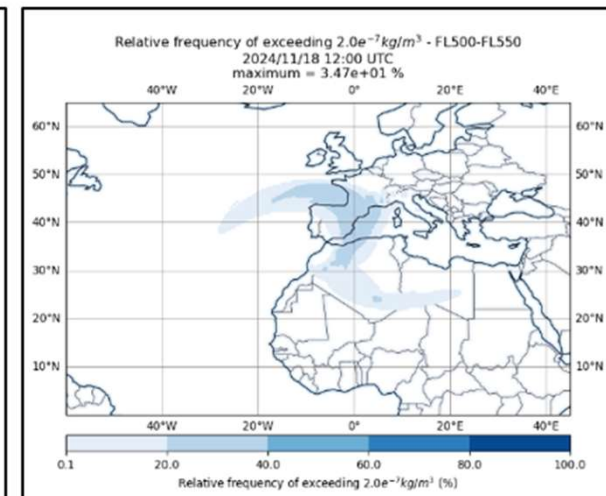 Relative frequency of exceeding 2.0e⁻⁷kg/m³ - FL500-FL550
2024/11/18 12:00 UTC
maximum = 3.47e+01 %
40°W 20°W 0° 20°E 40°E
60°N 60°N
50°N 50°N
40°N 40°N
30°N 30°N
20°N 20°N
10°N 10°N
40°W 20°W 0° 20°E 40°E
0.1 20.0 40.0 60.0 80.0 100.0
Relative frequency of exceeding 2.0e⁻⁷kg/m³ (%)